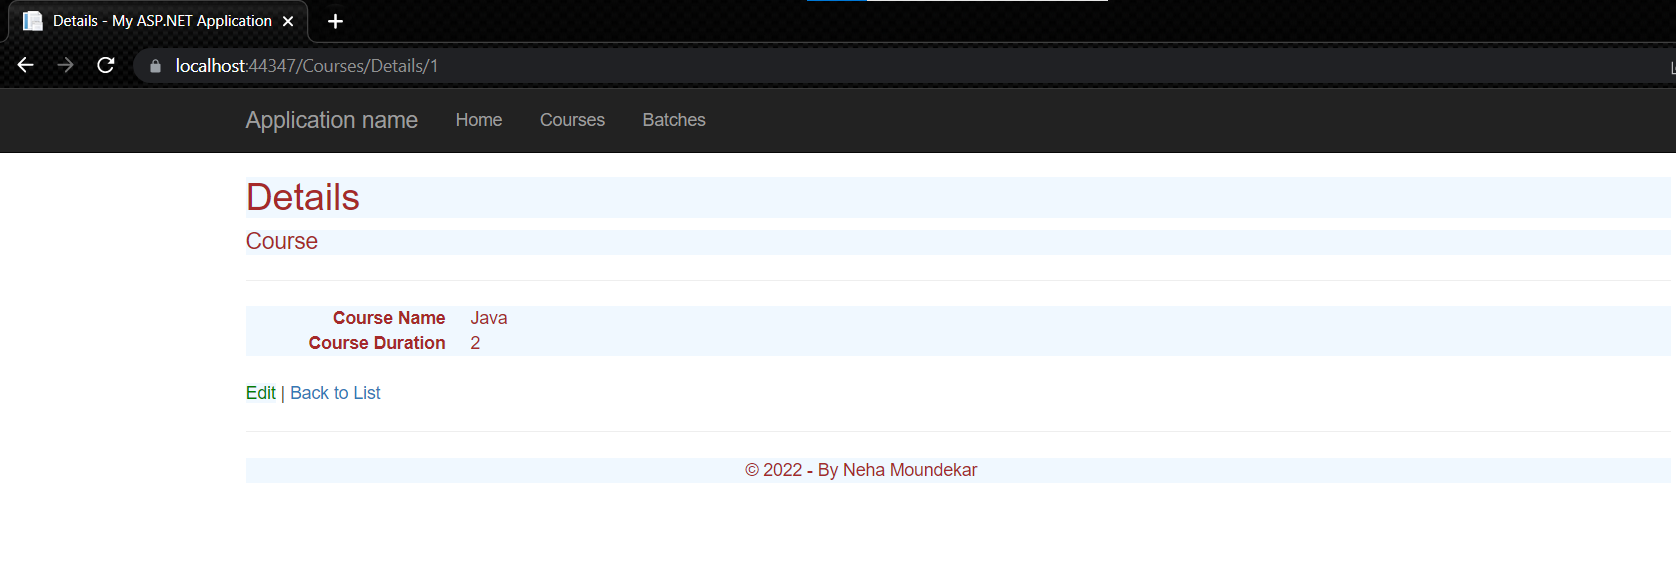 Details - My ASP.NET Application
localhost:44347/Courses/Details/1
Application name Home Courses Batches
Details
Course
Course Name Java
Course Duration 2
Edit | Back to List
© 2022 - By Neha Moundekar